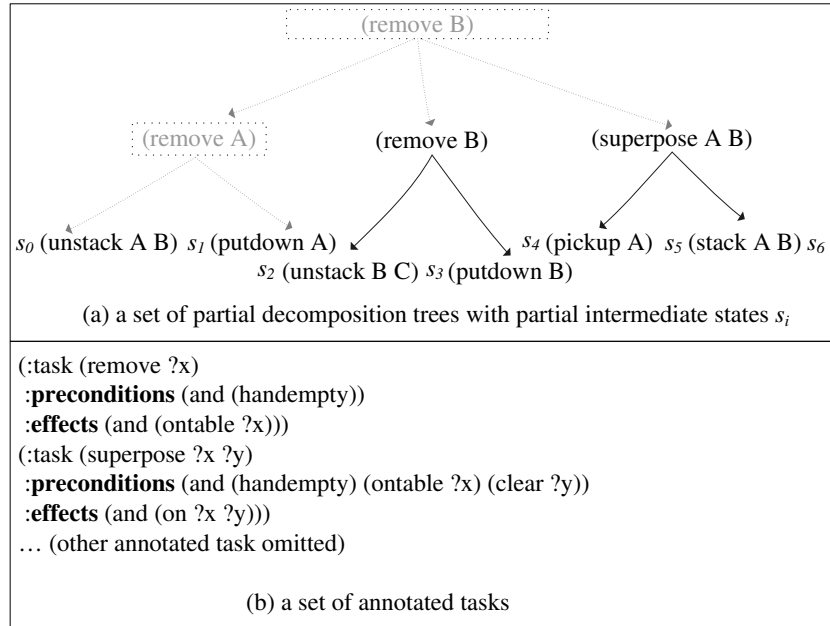 (remove B)
(remove A) (remove B) (superpose A B)
s0 (unstack A B) s1 (putdown A) s4 (pickup A) s5 (stack A B) s6
s2 (unstack B C) s3 (putdown B)
(a) a set of partial decomposition trees with partial intermediate states si
(:task (remove ?x)
:preconditions (and (handempty))
:effects (and (ontable ?x)))
(:task (superpose ?x ?y)
:preconditions (and (handempty) (ontable ?x) (clear ?y))
:effects (and (on ?x ?y)))
… (other annotated task omitted)
(b) a set of annotated tasks